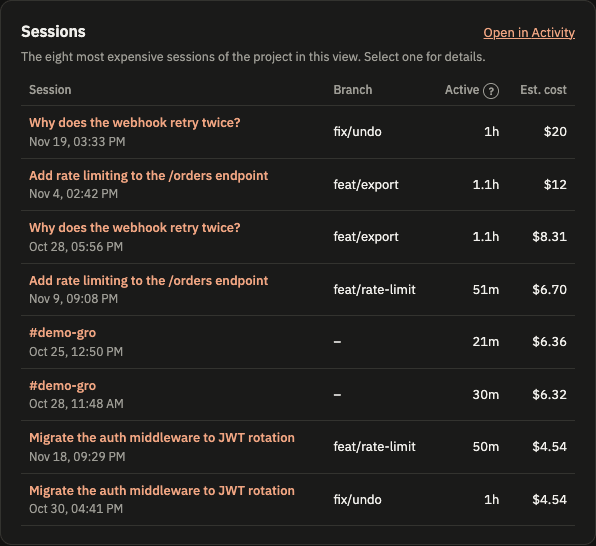 Sessions
Open in Activity
The eight most expensive sessions of the project in this view. Select one for details.
Session Branch Active ? Est. cost
Why does the webhook retry twice?
Nov 19, 03:33 PM
fix/undo 1h $20
Add rate limiting to the /orders endpoint
Nov 4, 02:42 PM
feat/export 1.1h $12
Why does the webhook retry twice?
Oct 28, 05:56 PM
feat/export 1.1h $8.31
Add rate limiting to the /orders endpoint
Nov 9, 09:08 PM
feat/rate-limit 51m $6.70
#demo-gro
Oct 25, 12:50 PM
– 21m $6.36
#demo-gro
Oct 28, 11:48 AM
– 30m $6.32
Migrate the auth middleware to JWT rotation
Nov 18, 09:29 PM
feat/rate-limit 50m $4.54
Migrate the auth middleware to JWT rotation
Oct 30, 04:41 PM
fix/undo 1h $4.54